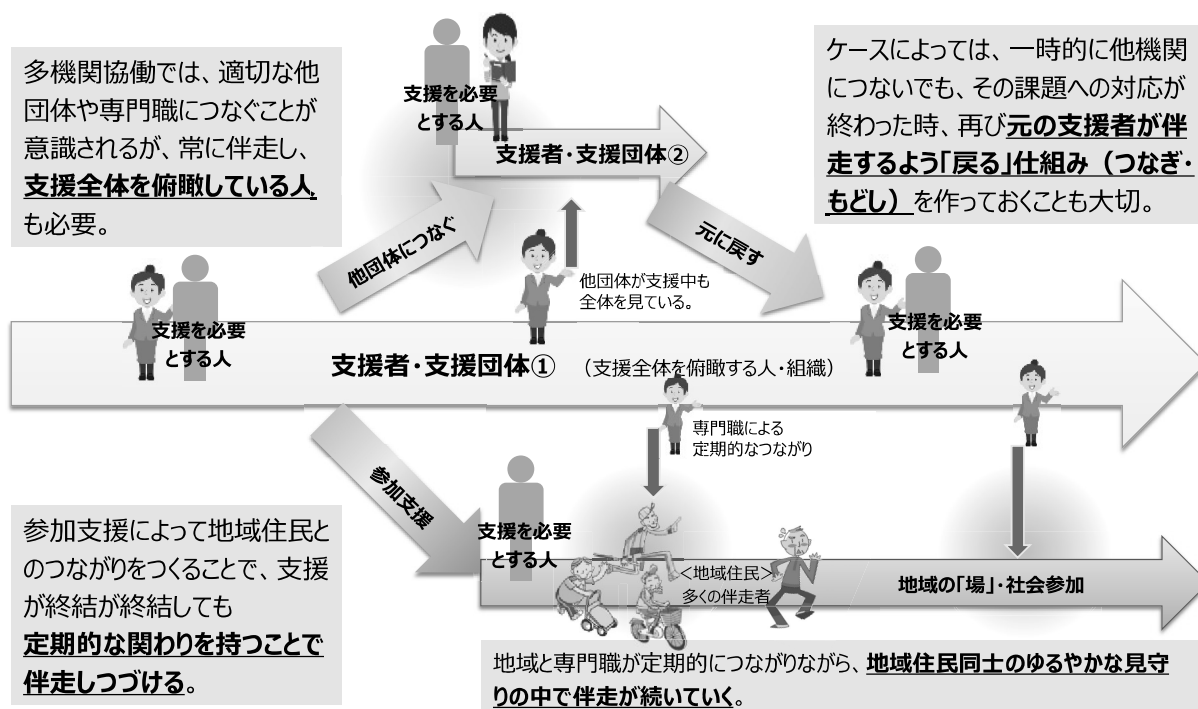 多機関協働では、適切な他
団体や専門職につなぐことが
意識されるが、常に伴走し、
支援全体を俯瞰している人
も必要。
支援を必要
とする人
支援者・支援団体②
ケースによっては、一時的に他機関
につないでも、その課題への対応が
終わった時、再び元の支援者が伴
走するよう「戻る」仕組み（つなぎ・
もどし）を作っておくことも大切。
他団体につなぐ
元に戻す
他団体が支援中も
全体を見ている。
支援を必要
とする人
支援を必要
とする人
支援者・支援団体①　（支援全体を俯瞰する人・組織）
専門職による
定期的なつながり
参加支援
支援を必要
とする人
＜地域住民＞
多くの伴走者
地域の「場」・社会参加
参加支援によって地域住民と
のつながりをつくることで、支援
が終結が終結しても
定期的な関わりを持つことで
伴走しつづける。
地域と専門職が定期的につながりながら、地域住民同士のゆるやかな見守
りの中で伴走が続いていく。